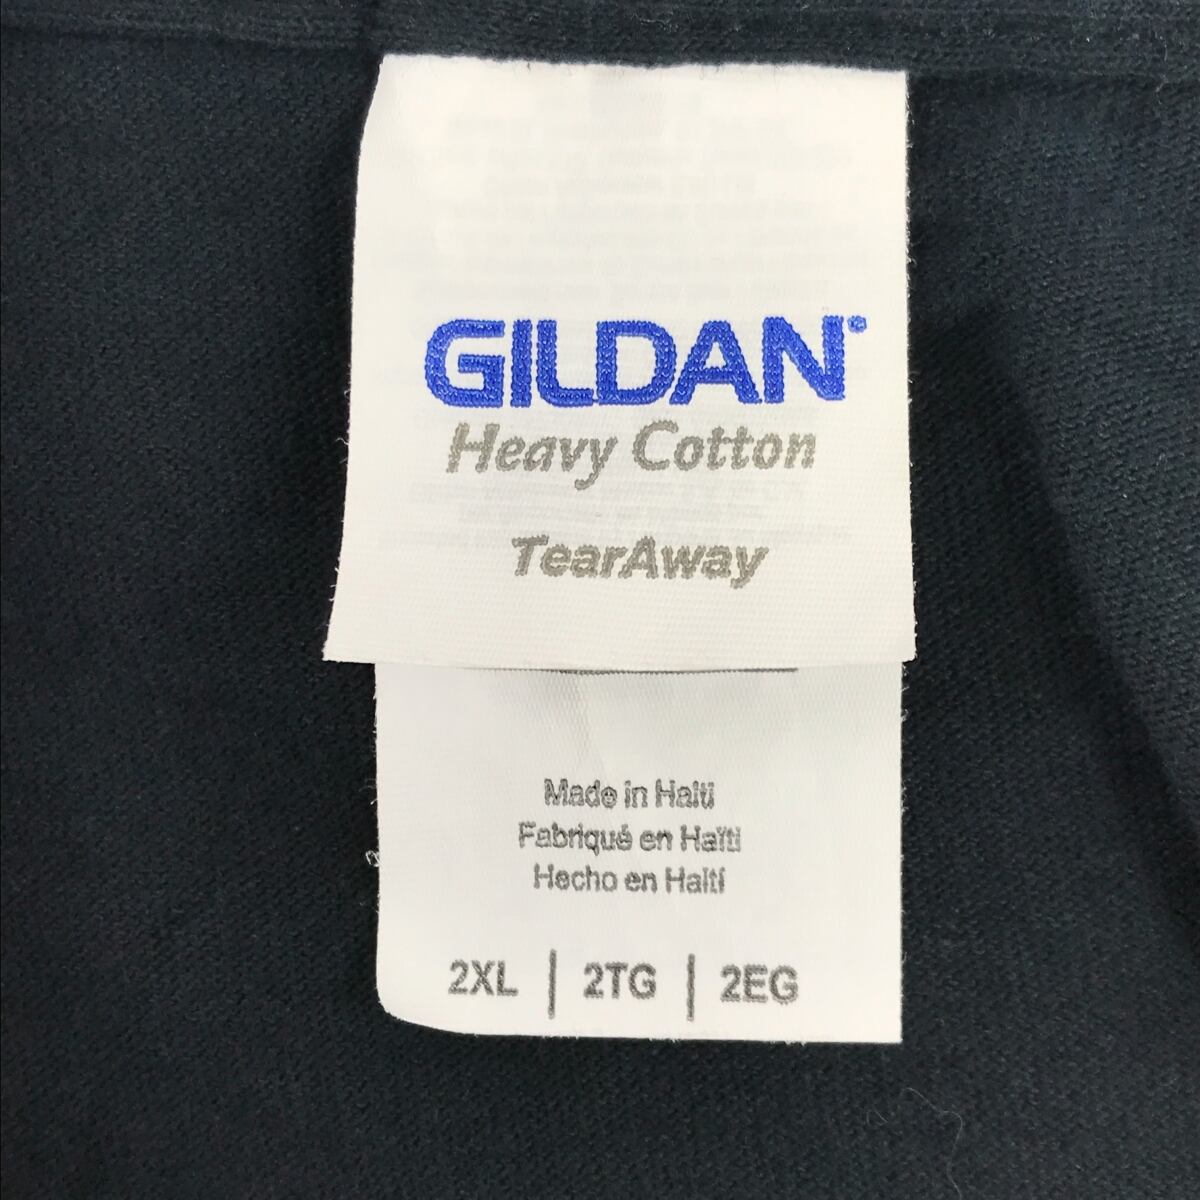 GILDAN®
Heavy Cotton
TearAway
Made in Haiti
Fabriqué en Haïti
Hecho en Haití
2XL | 2TG | 2EG